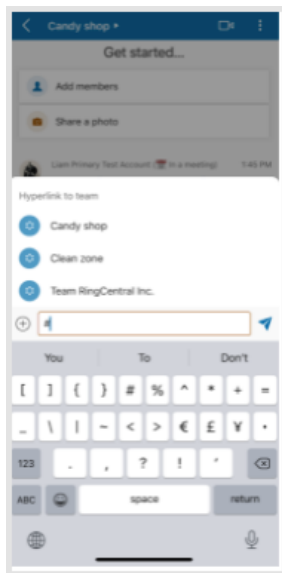 Candy shop
Get started...
Add members
Share a photo
Liam Primary Test Account (📅 In a meeting) 1:45 PM
Hyperlink to team
Candy shop
Clean zone
Team RingCentral Inc.
#
You To Don't
[ ] { } # % ^ * + =
_ \ | ~ < > € £ ¥ •
123 . , ? ! '
ABC space return